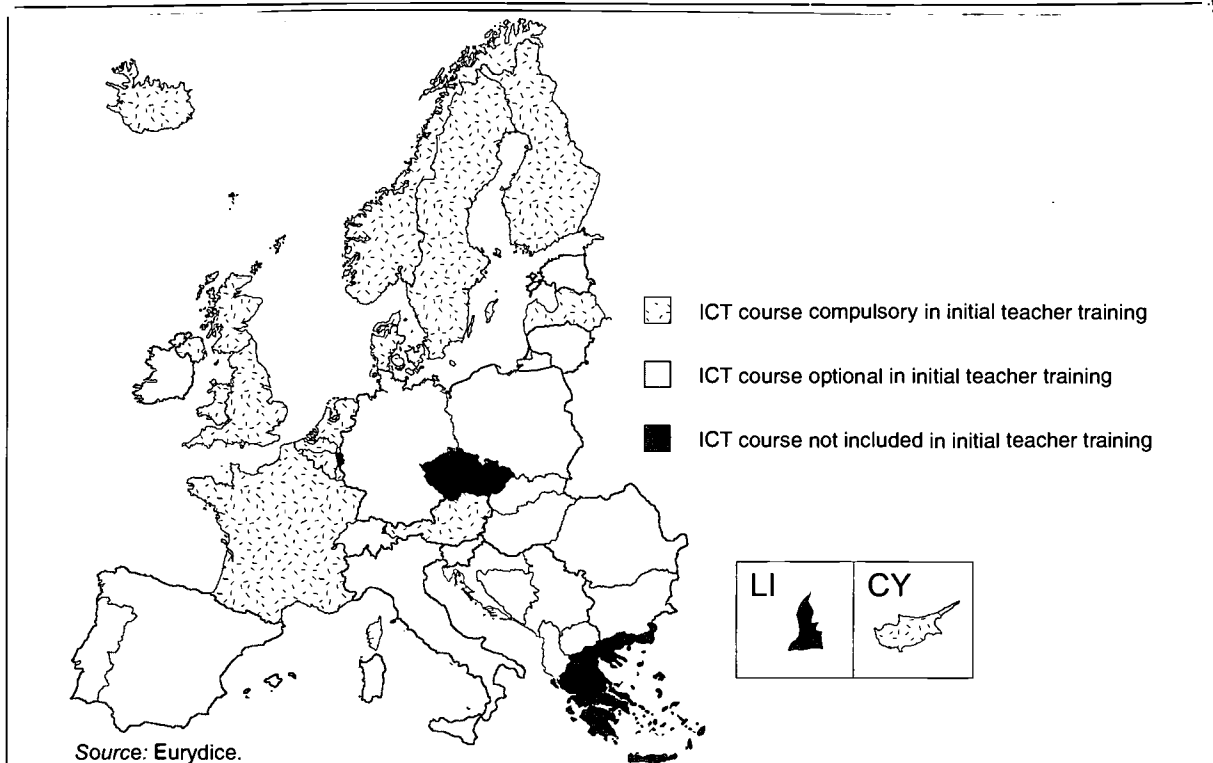 ICT course compulsory in initial teacher training
ICT course optional in initial teacher training
ICT course not included in initial teacher training
LI
CY
Source: Eurydice.